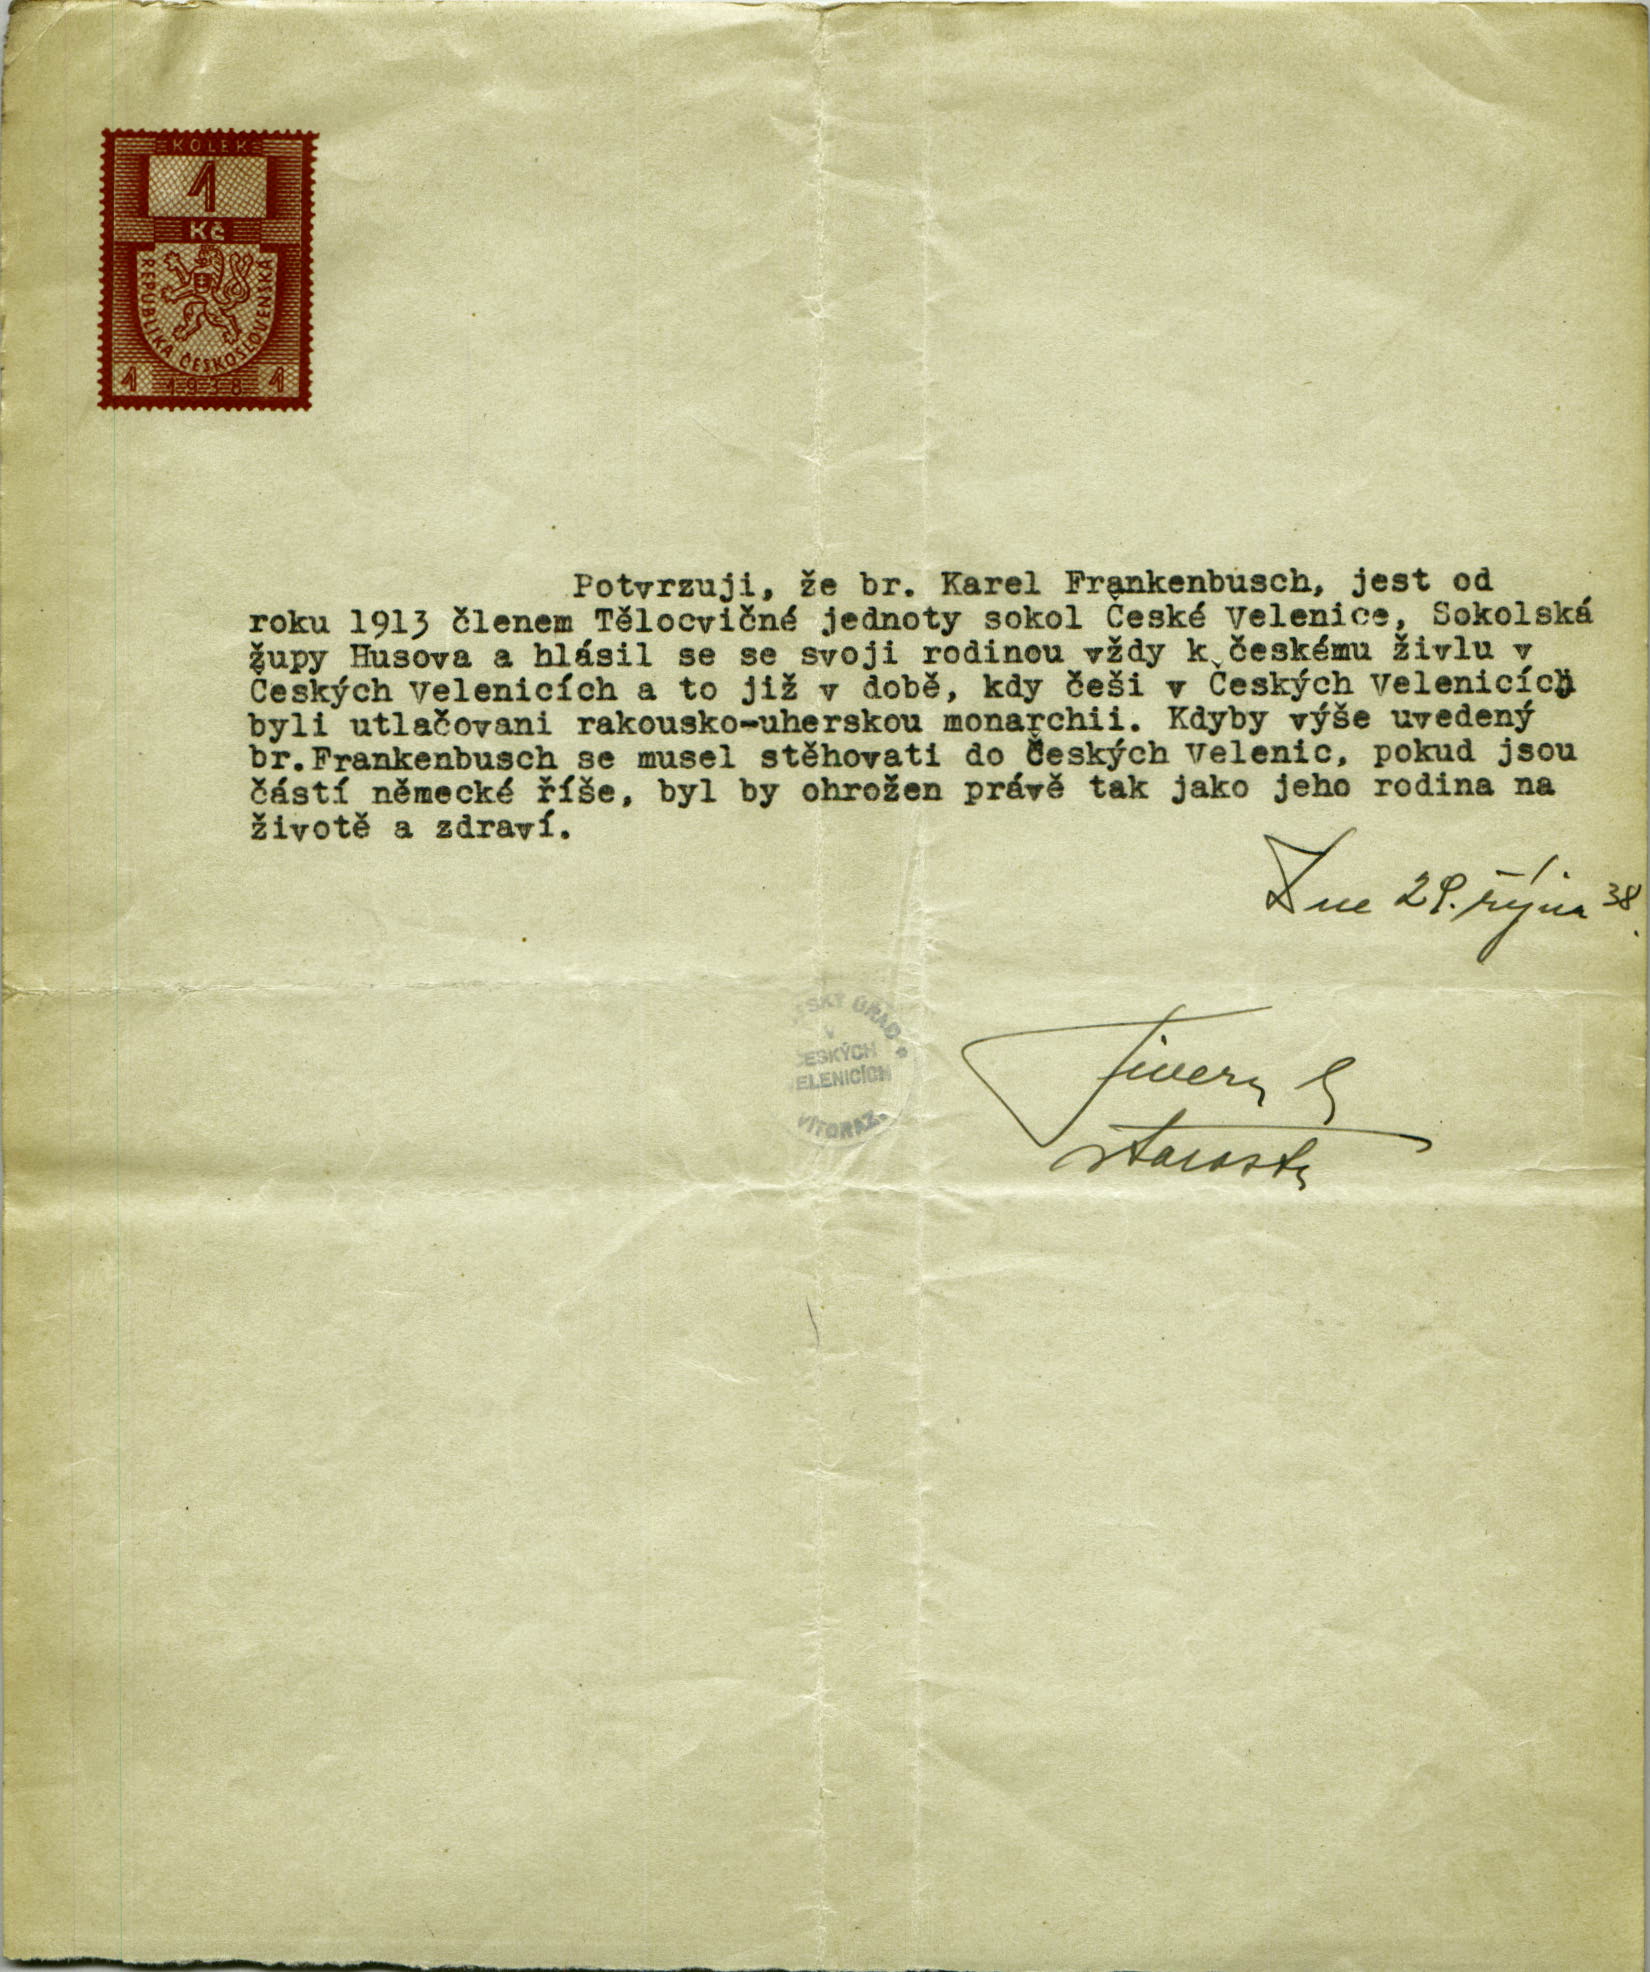 KOLEK
1
Kč
REPUBLIKA ČESKOSLOVENSKÁ
1 1938 1
Potvrzuji, že br. Karel Frankenbusch, jest od
roku 1913 členem Tělocvičné jednoty sokol České Velenice, Sokolská
župy Husova a hlásil se se svoji rodinou vždy k českému živlu v
Českých Velenicích a to již v době, kdy češi v Českých Velenicích
byli utlačovani rakousko-uherskou monarchii. Kdyby výše uvedený
br.Frankenbusch se musel stěhovati do Českých Velenic, pokud jsou
částí německé říše, byl by ohrožen právě tak jako jeho rodina na
životě a zdraví.
Dne 29. října 38.
SKÝ ÚŘAD
V
ESKÝCH
ELENICÍCH
VITORAZ.
starosta